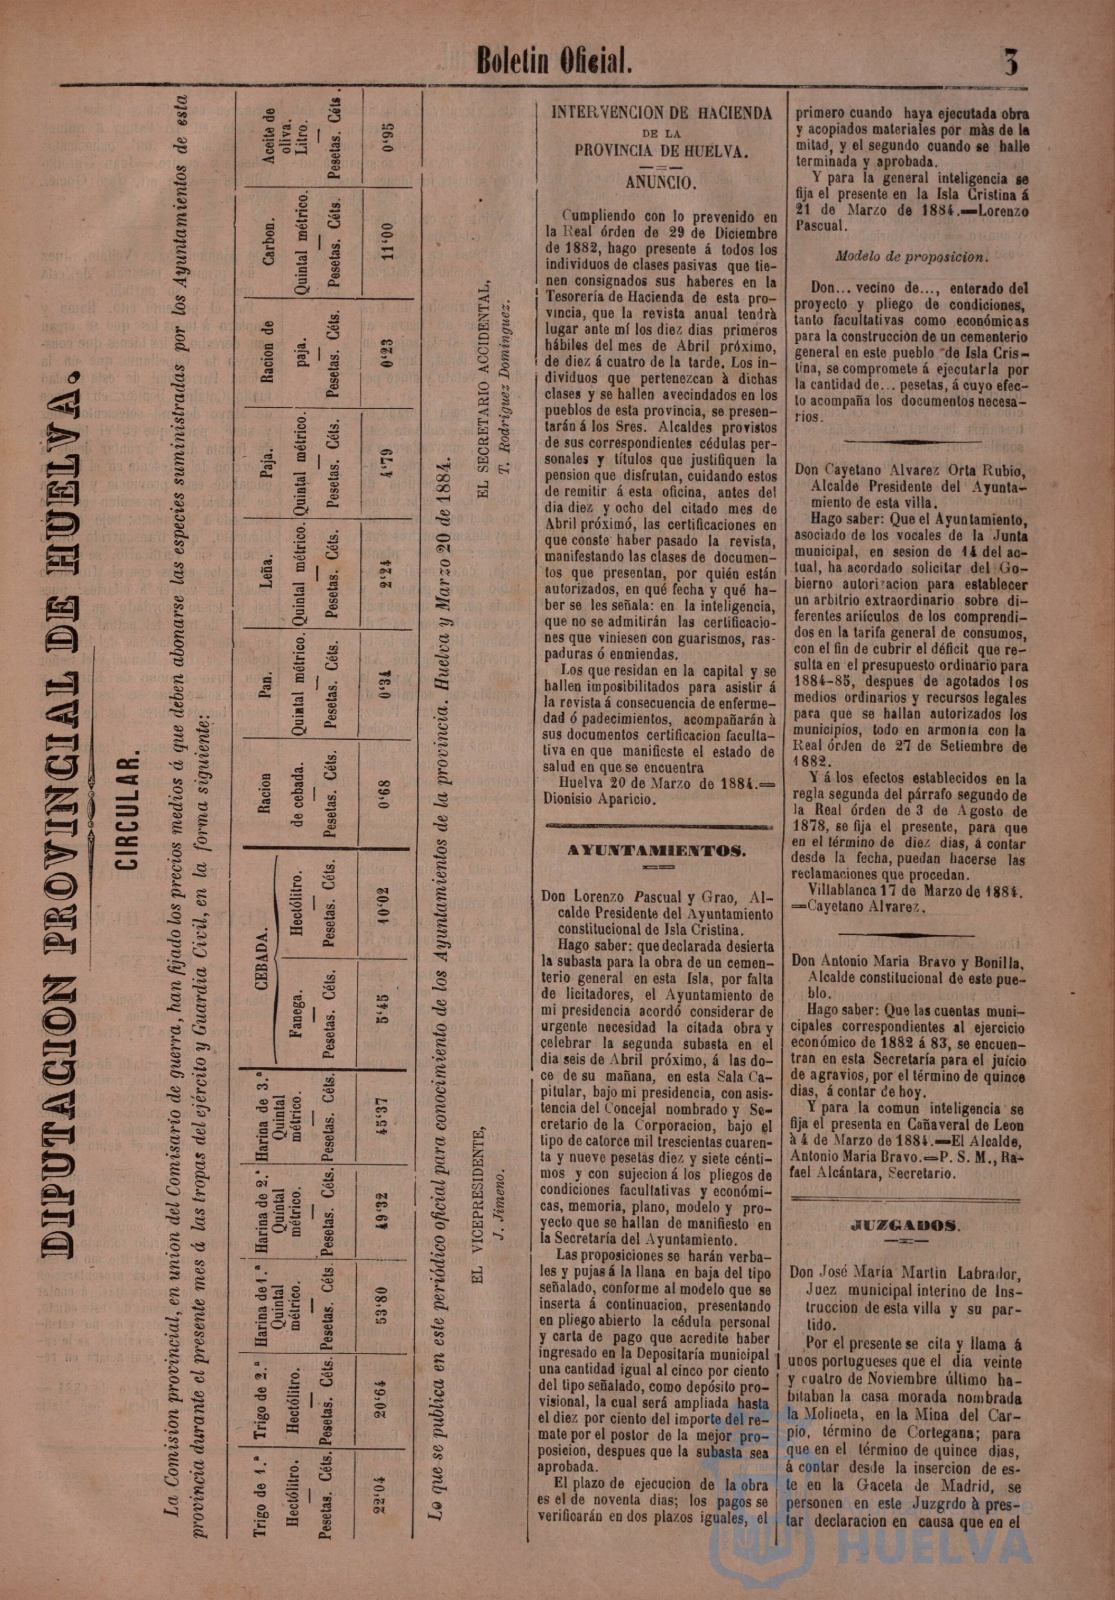 Boletin Oficial.
3
DIPUTACION PROVINCIAL DE HUELVA.
CIRCULAR.
La Comision provincial, en union del Comisario de guerra, han fijado los precios medios á que deben abonarse las especies suministradas por los Ayuntamientos de esta
provincia durante el presente mes á las tropas del ejército y Guardia Civil, en la forma siguiente:
Trigo de 1.ª
Hectólitro.
Pesetas. Céts.
22‘04
Trigo de 2.ª
Hectólitro.
Pesetas. Céts.
20‘64
Harina de 1.ª
Quintal
métrico.
Pesetas. Céts.
53‘80
Harina de 2.ª
Quintal
métrico.
Pesetas. Céts.
49‘32
Harina de 3.ª
Quintal
métrico.
Pesetas. Céts.
45‘37
CEBADA.
Fanega.
Pesetas. Céts.
5‘45
Hectólitro.
Pesetas. Céts.
10‘02
Racion
de cebada.
Pesetas. Céts.
0‘68
Pan.
Quintal métrico.
Pesetas. Céts.
0‘34
Leña.
Quintal métrico.
Pesetas. Céts.
2‘24
Paja.
Quintal métrico.
Pesetas. Céts.
4‘79
Racion de
paja.
Pesetas. Céts.
0‘23
Carbon.
Quintal métrico.
Pesetas. Céts.
11‘00
Aceite de
oliva.
Litro.
Pesetas. Céts.
0‘95
Lo que se publica en este periódico oficial para conocimiento de los Ayuntamientos de la provincia. Huelva y Marzo 20 de 1884.
EL VICEPRESIDENTE,
J. Jimeno.
EL SECRETARIO ACCIDENTAL,
T. Rodriguez Dominguez.
INTERVENCION DE HACIENDA
DE LA
PROVINCIA DE HUELVA.
ANUNCIO.
Cumpliendo con lo prevenido en
la Real órden de 29 de Diciembre
de 1882, hago presente á todos los
individuos de clases pasivas que tie-
nen consignados sus haberes en la
Tesorería de Hacienda de esta pro-
vincia, que la revista anual tendrà
lugar ante mí los diez dias primeros
hábiles del mes de Abril próximo,
de diez á cuatro de la tarde. Los in-
dividuos que pertenezcan à dichas
clases y se hallen avecindados en los
pueblos de esta provincia, se presen-
tarán á los Sres. Alcaldes provistos
de sus correspondientes cédulas per-
sonales y títulos que justifiquen la
pension que disfrutan, cuidando estos
de remitir á esta oficina, antes del
dia diez y ocho del citado mes de
Abril próximó, las certificaciones en
que conste haber pasado la revista,
manifestando las clases de documen-
tos que presentan, por quién están
autorizados, en qué fecha y qué ha-
ber se les señala: en la inteligencia,
que no se admitirán las certificacio-
nes que viniesen con guarismos, ras-
paduras ó enmiendas.
Los que residan en la capital y se
hallen imposibilitados para asistir á
la revista á consecuencia de enferme-
dad ó padecimientos, acompañarán à
sus documentos certificacion faculta-
tiva en que manifieste el estado de
salud en que se encuentra
Huelva 20 de Marzo de 1884.=
Dionisio Aparicio.
AYUNTAMIENTOS.
Don Lorenzo Pascual y Grao, Al-
calde Presidente del Ayuntamiento
constitucional de Isla Cristina.
Hago saber: que declarada desierta
la subasta para la obra de un cemen-
terio general en esta Isla, por falta
de licitadores, el Ayuntamiento de
mi presidencia acordó considerar de
urgente necesidad la citada obra y
celebrar la segunda subasta en el
dia seis de Abril próximo, á las do-
ce de su mañana, en esta Sala Ca-
pitular, bajo mi presidencia, con asis-
tencia del Concejal nombrado y Se-
cretario de la Corporacion, bajo el
tipo de catorce mil trescientas cuaren-
ta y nueve pesetas diez y siete cénti-
mos y con sujecion á los pliegos de
condiciones facultativas y económi-
cas, memoria, plano, modelo y pro-
yecto que se hallan de manifiesto en
la Secretaría del Ayuntamiento.
Las proposiciones se harán verba-
les y pujas á la llana en baja del tipo
señalado, conforme al modelo que se
inserta á continuacion, presentando
en pliego abierto la cédula personal
y carta de pago que acredite haber
ingresado en la Depositaría municipal
una cantidad igual al cinco por ciento
del tipo señalado, como depósito pro-
visional, la cual será ampliada hasta
el diez por ciento del importe del re-
mate por el postor de la mejor pro-
posicion, despues que la subasta sea
aprobada.
El plazo de ejecucion de la obra
es el de noventa dias; los pagos se
verificarán en dos plazos iguales, el
primero cuando haya ejecutada obra
y acopiados materiales por màs de la
mitad, y el segundo cuando se halle
terminada y aprobada.
Y para la general inteligencia se
fija el presente en la Isla Cristina á
21 de Marzo de 1884.=Lorenzo
Pascual.
Modelo de proposicion.
Don... vecino de..., enterado del
proyecto y pliego de condiciones,
tanto facultativas como económicas
para la construccion de un cementerio
general en este pueblo de Isla Cris-
tina, se compromete á ejecutarla por
la cantidad de... pesetas, á cuyo efec-
to acompaña los documentos necesa-
rios.
Don Cayetano Alvarez Orta Rubio,
Alcalde Presidente del Ayunta-
miento de esta villa.
Hago saber: Que el Ayuntamiento,
asociado de los vocales de la Junta
municipal, en sesion de 14 del ac-
tual, ha acordado solicitar del Go-
bierno autorizacion para establecer
un arbitrio extraordinario sobre di-
ferentes ariículos de los comprendi-
dos en la tarifa general de consumos,
con el fin de cubrir el déficit que re-
sulta en el presupuesto ordinario para
1884-85, despues de agotados los
medios ordinarios y recursos legales
para que se hallan autorizados los
municipios, todo en armonía con la
Real órden de 27 de Setiembre de
1882.
Y á los efectos establecidos en la
regla segunda del párrafo segundo de
la Real órden de 3 de Agosto de
1878, se fija el presente, para que
en el término de diez dias, á contar
desde la fecha, puedan hacerse las
reclamaciones que procedan.
Villablanca 17 de Marzo de 1884.
=Cayetano Alvarez.
Don Antonio Maria Bravo y Bonilla,
Alcalde constitucional de este pue-
blo.
Hago saber: Que las cuentas muni-
cipales correspondientes al ejercicio
económico de 1882 á 83, se encuen-
tran en esta Secretaría para el juicio
de agravios, por el término de quince
dias, á contar de hoy.
Y para la comun inteligencia se
fija el presenta en Cañaveral de Leon
à 4 de Marzo de 1884.=El Alcalde,
Antonio Maria Bravo.=P. S. M., Ra-
fael Alcántara, Secretario.
JUZGADOS.
Don José María Martin Labrador,
Juez municipal interino de Ins-
truccion de esta villa y su par-
tido.
Por el presente se cita y llama á
unos portugueses que el dia veinte
y cuatro de Noviembre último ha-
bitaban la casa morada nombrada
la Molineta, en la Mina del Car-
pio, término de Cortegana; para
que en el término de quince dias,
á contar desde la insercion de es-
te en la Gaceta de Madrid, se
personen en este Juzgrdo à pres-
tar declaracion en causa que en el
HUELVA